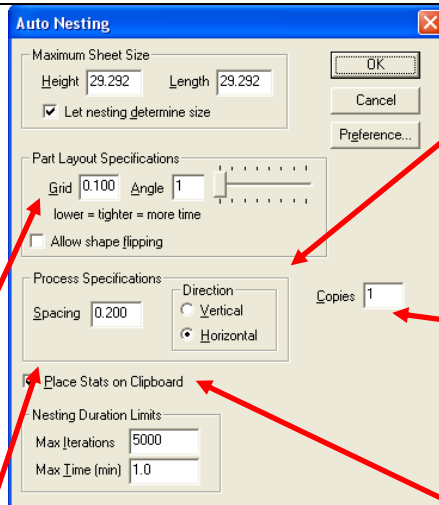 Auto Nesting
Maximum Sheet Size
Height 29.292 Length 29.292
Let nesting determine size
OK
Cancel
Preference...
Part Layout Specifications
Grid 0.100 Angle 1
lower = tighter = more time
Allow shape flipping
Process Specifications
Spacing 0.200
Direction
Vertical
Horizontal
Copies 1
Place Stats on Clipboard
Nesting Duration Limits
Max Iterations 5000
Max Time (min) 1.0